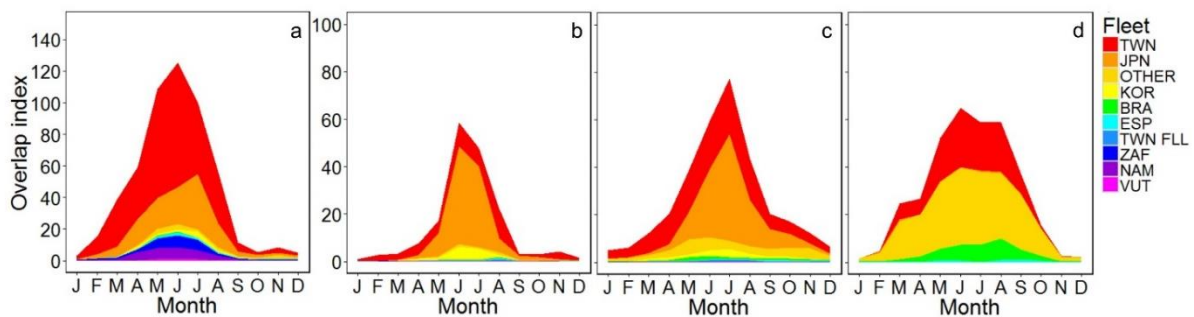 a
b
c
d
Overlap index
140
120
100
80
60
40
20
0
100
80
60
40
20
0
J F M A M J J A S O N D
J F M A M J J A S O N D
J F M A M J J A S O N D
J F M A M J J A S O N D
Month
Month
Month
Month
Fleet
TWN
JPN
OTHER
KOR
BRA
ESP
TWN FLL
ZAF
NAM
VUT